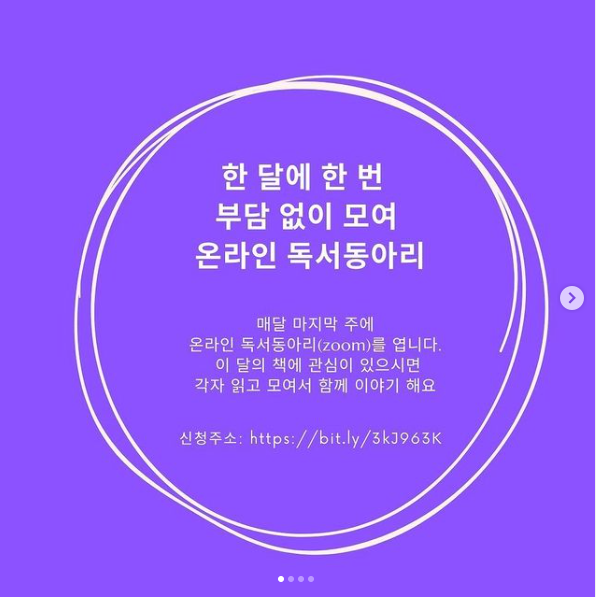 한 달에 한 번
부담 없이 모여
온라인 독서동아리
매달 마지막 주에
온라인 독서동아리(zoom)를 엽니다.
이 달의 책에 관심이 있으시면
각자 읽고 모여서 함께 이야기 해요
신청주소: https://bit.ly/3kJ963K